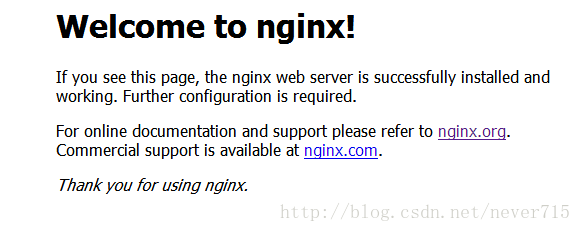 Welcome to nginx!
If you see this page, the nginx web server is successfully installed and
working. Further configuration is required.
For online documentation and support please refer to nginx.org.
Commercial support is available at nginx.com.
Thank you for using nginx.
http://blog.csdn.net/never715